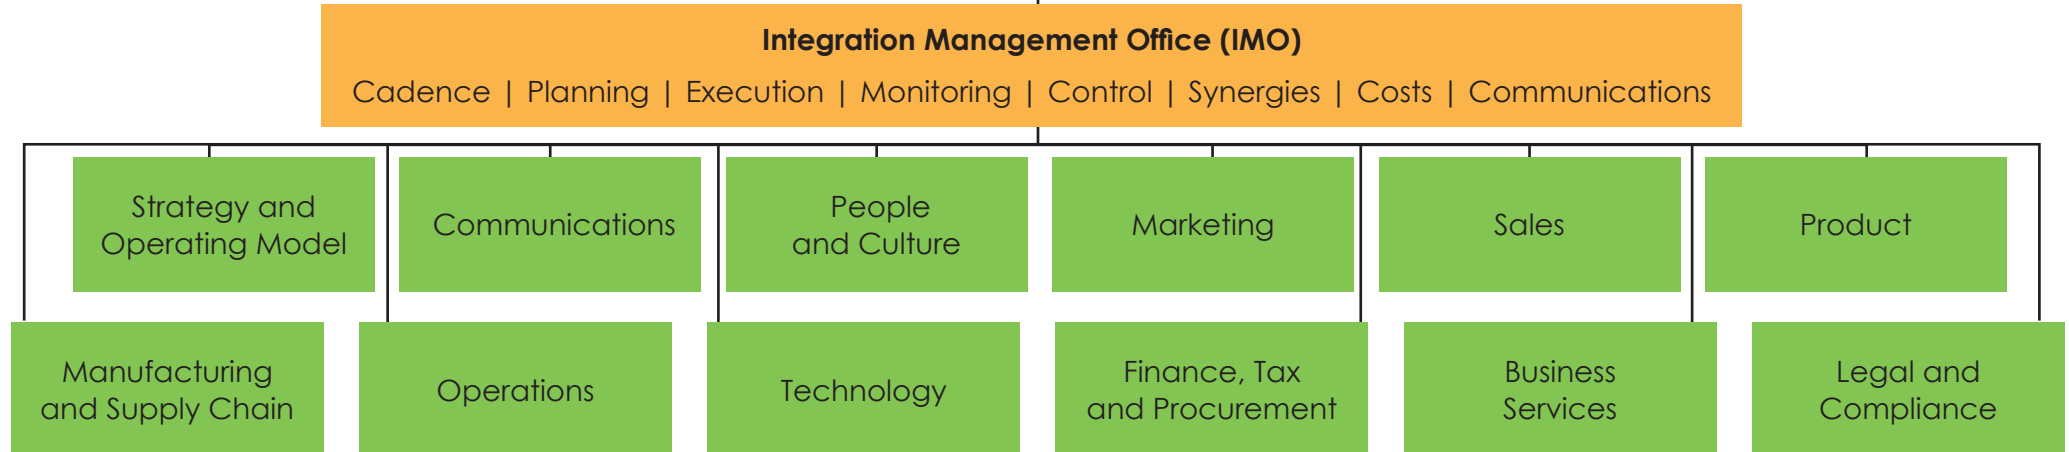 Integration Management Office (IMO)
Cadence | Planning | Execution | Monitoring | Control | Synergies | Costs | Communications
Strategy and
Operating Model
Communications
People
and Culture
Marketing
Sales
Product
Manufacturing
and Supply Chain
Operations
Technology
Finance, Tax
and Procurement
Business
Services
Legal and
Compliance